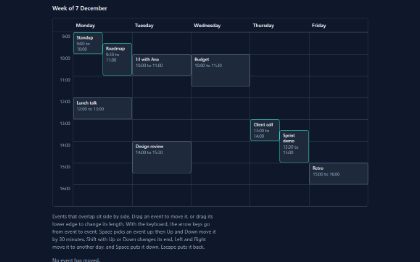 Week of 7 December
Monday Tuesday Wednesday Thursday Friday
9:00
Standup
9:00 to
10:00
Roadmap
9:30 to
11:00
10:00
1:1 with Ana
10:00 to 11:00
Budget
10:00 to 11:30
11:00
12:00
Lunch talk
12:00 to 13:00
13:00
Client call
13:00 to
14:00
Sprint
demo
13:30 to
15:00
14:00
Design review
14:00 to 15:30
15:00
Retro
15:00 to 16:00
16:00
Events that overlap sit side by side. Drag an event to move it, or drag its
lower edge to change its length. With the keyboard, the arrow keys go
from event to event. Space picks an event up; then Up and Down move it
by 30 minutes, Shift with Up or Down changes its end, Left and Right
move it to another day, and Space puts it down. Escape puts it back.
No event has moved.